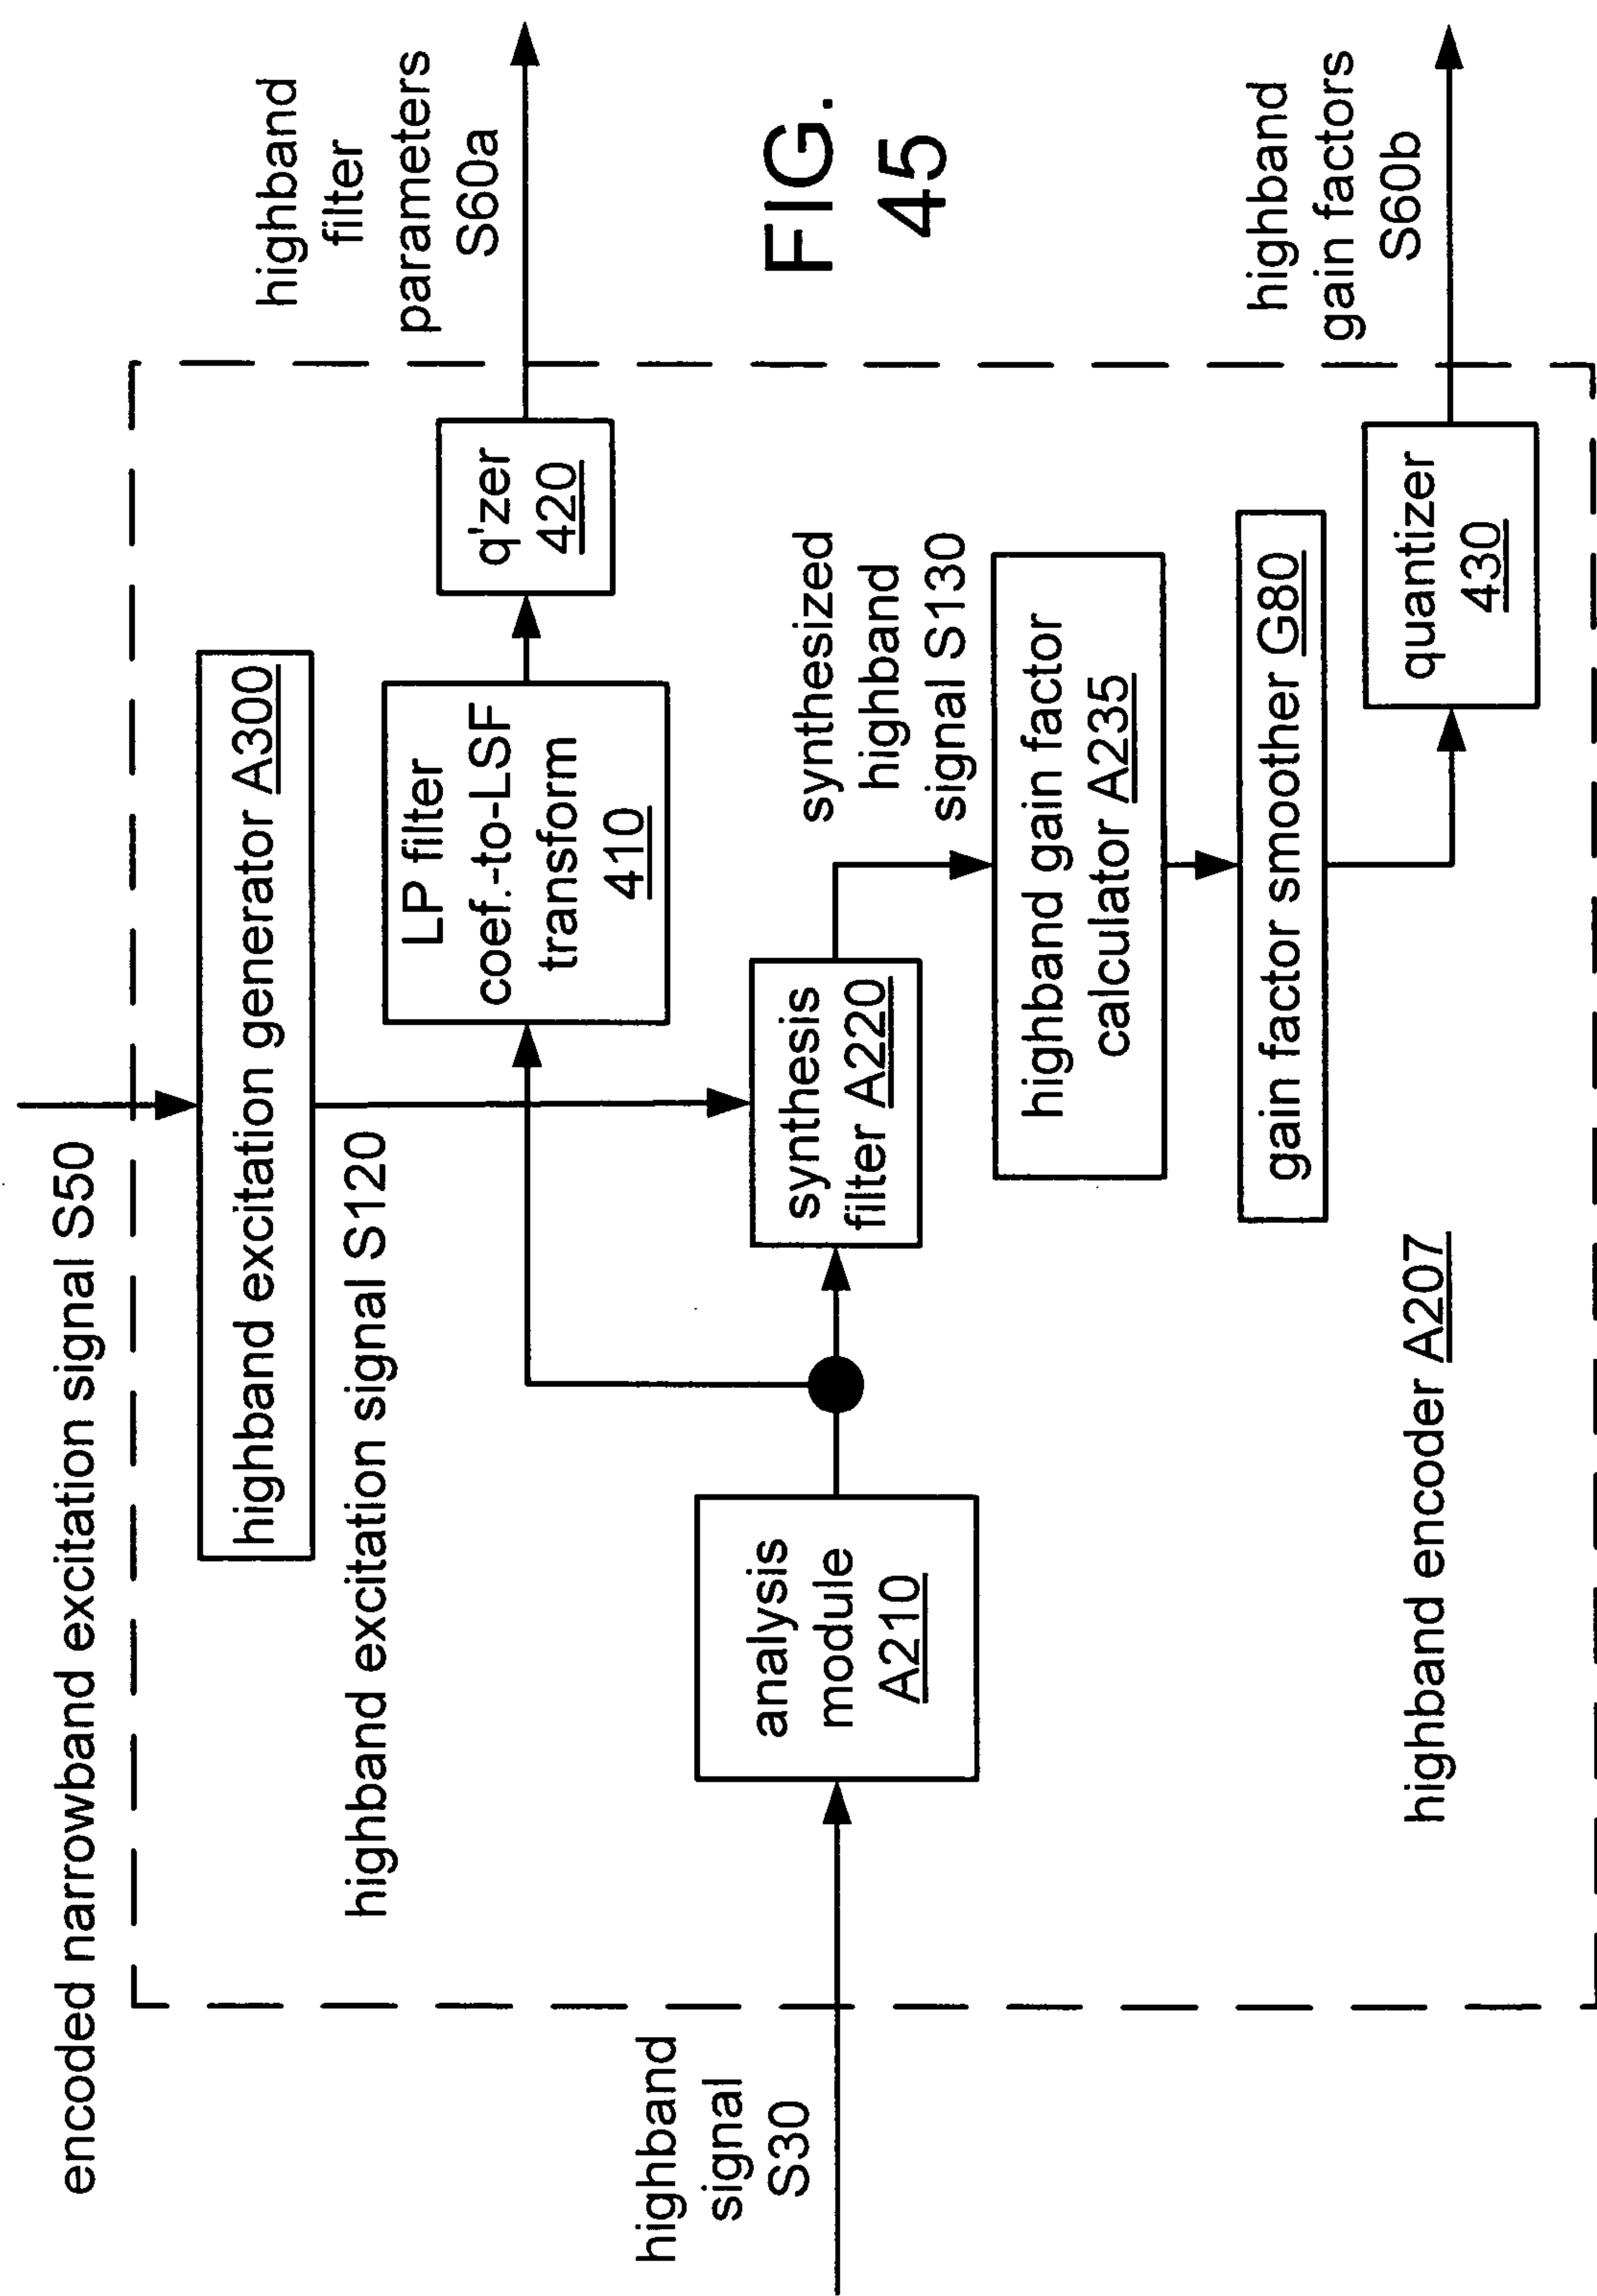 encoded narrowband excitation signal S50
highband excitation generator A300
highband excitation signal S120
highband
filter
parameters
S60a
LP filter
coef.-to-LSF
transform
410
q'zer
420
highband
signal
S30
analysis
module
A210
synthesis
filter A220
synthesized
highband
signal S130
FIG.
45
highband gain factor
calculator A235
gain factor smoother G80
quantizer
430
highband
gain factors
S60b
highband encoder A207